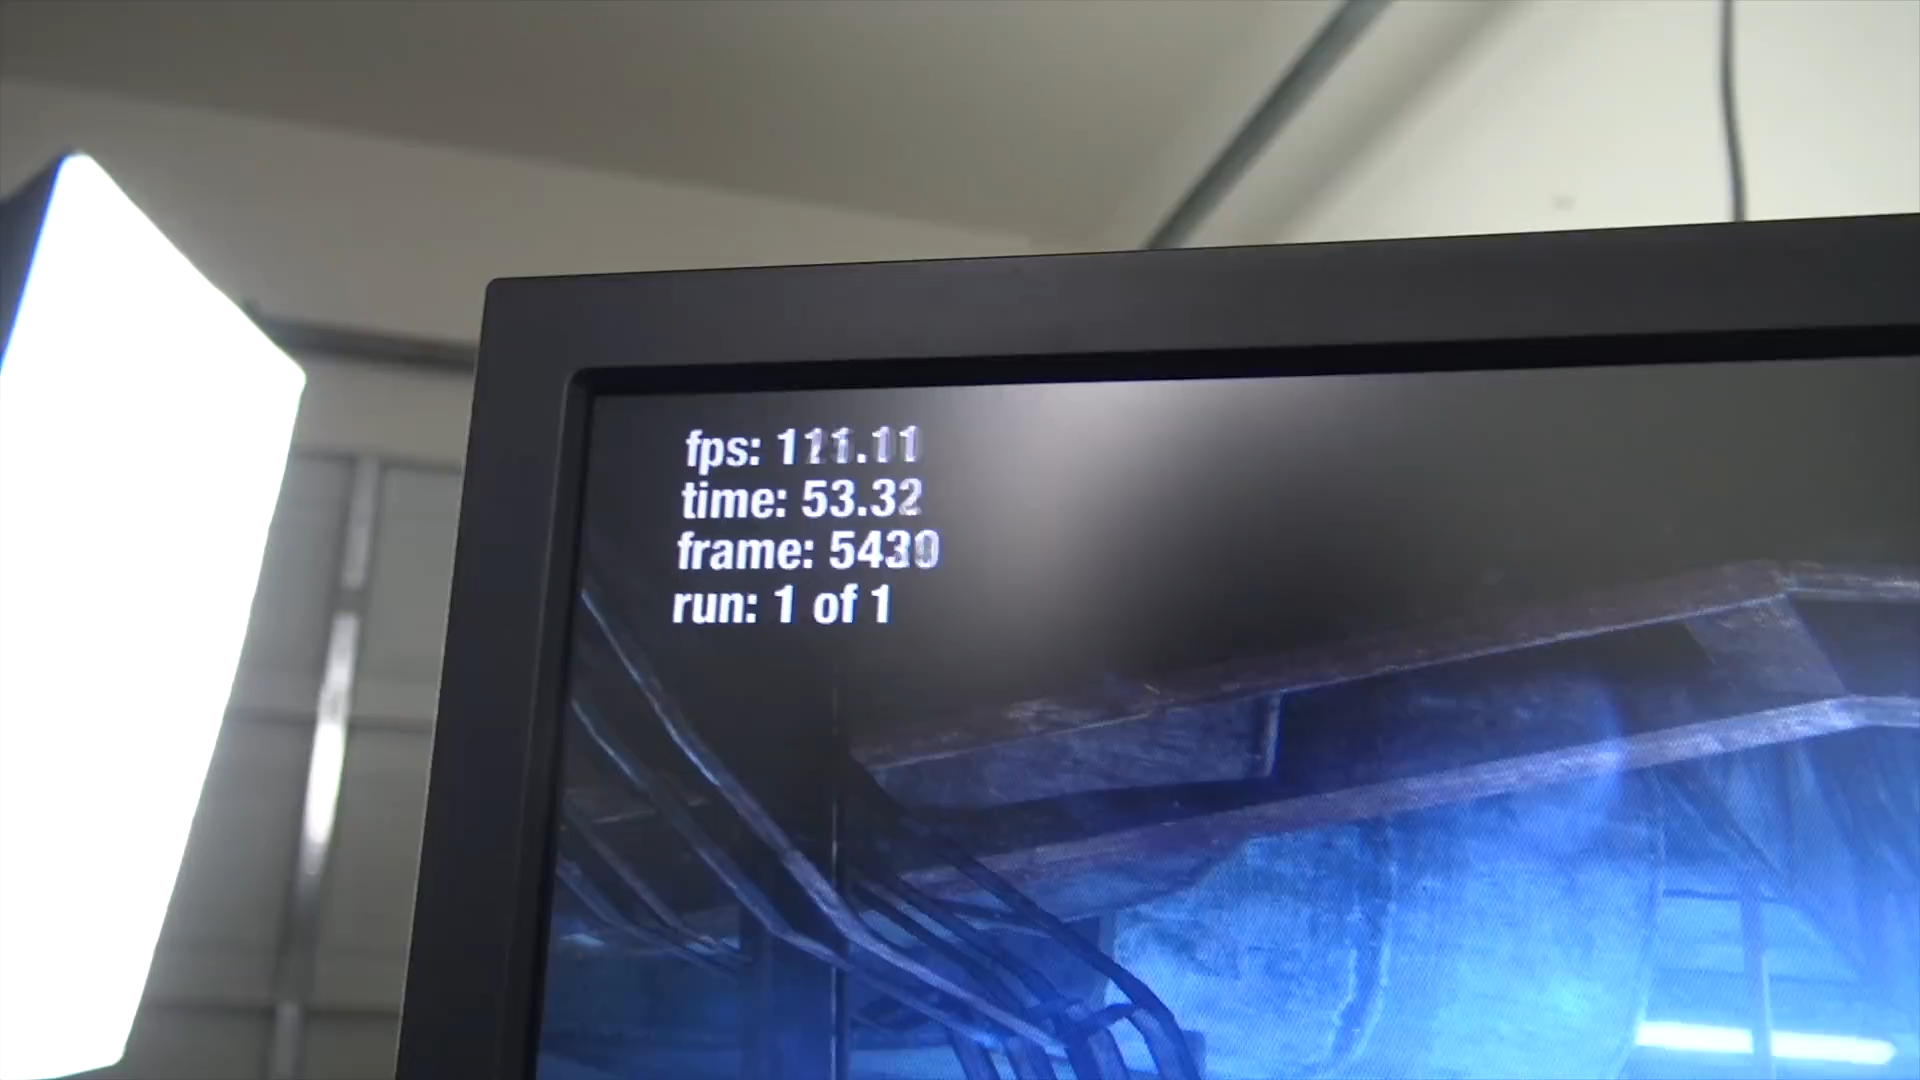 fps: 111.11
time: 53.32
frame: 5430
run: 1 of 1